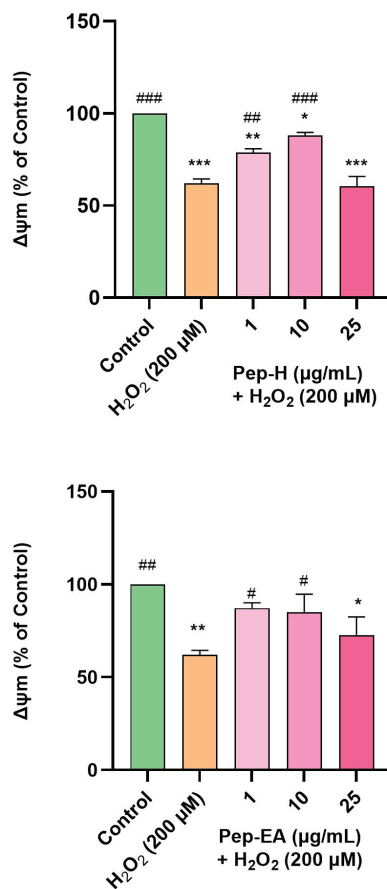 150
100
50
0
Δψm (% of Control)
###
***
##
**
###
*
***
Control
H₂O₂ (200 µM)
1
10
25
Pep-H (µg/mL)
+ H₂O₂ (200 µM)
150
100
50
0
Δψm (% of Control)
##
**
#
#
*
Control
H₂O₂ (200 µM)
1
10
25
Pep-EA (µg/mL)
+ H₂O₂ (200 µM)